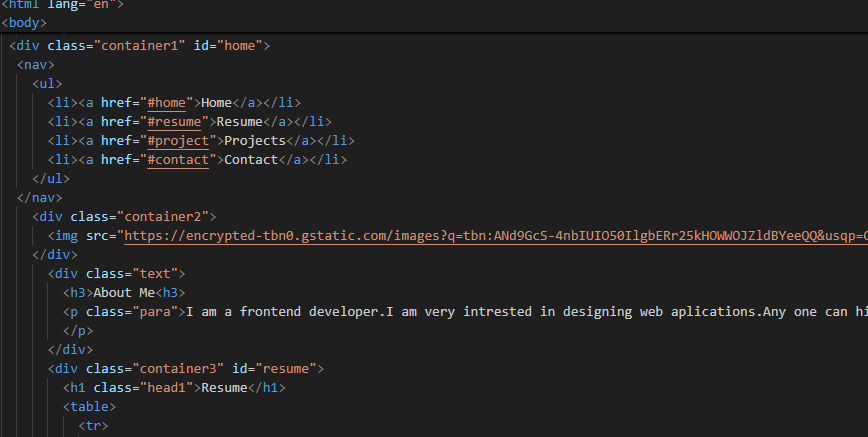 <html lang="en">
<body>
<div class="container1" id="home">
<nav>
<ul>
<li><a href="#home">Home</a></li>
<li><a href="#resume">Resume</a></li>
<li><a href="#project">Projects</a></li>
<li><a href="#contact">Contact</a></li>
</ul>
</nav>
<div class="container2">
<img src="https://encrypted-tbn0.gstatic.com/images?q=tbn:ANd9GcS-4nbIUIO50IlgbERr25kHOWWOJZldBYeeQQ&usqp=C
</div>
<div class="text">
<h3>About Me<h3>
<p class="para">I am a frontend developer.I am very intrested in designing web aplications.Any one can hi
</p>
</div>
<div class="container3" id="resume">
<h1 class="head1">Resume</h1>
<table>
<tr>